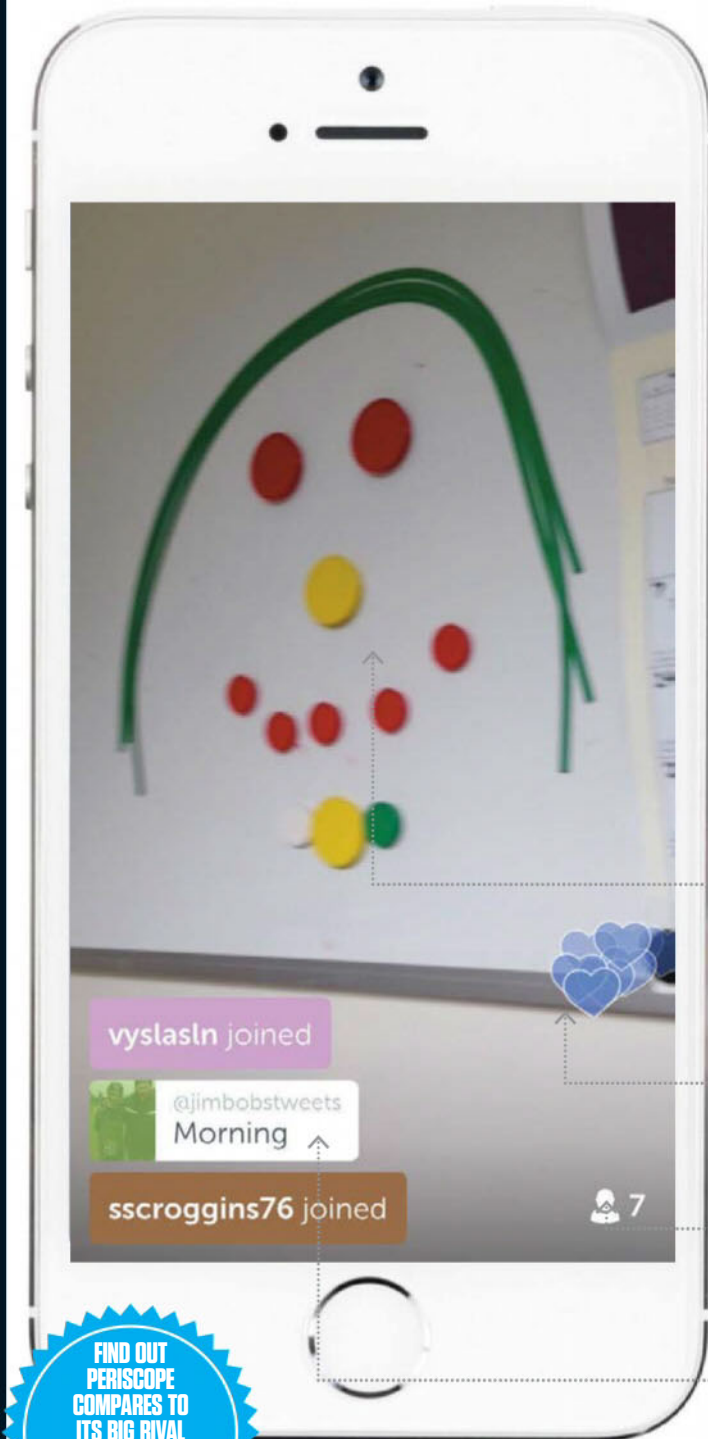 vyslasln joined
@jimbobstweets
Morning
sscroggins76 joined
7
FIND OUT
PERISCOPE
COMPARES TO
ITS BIG RIVAL